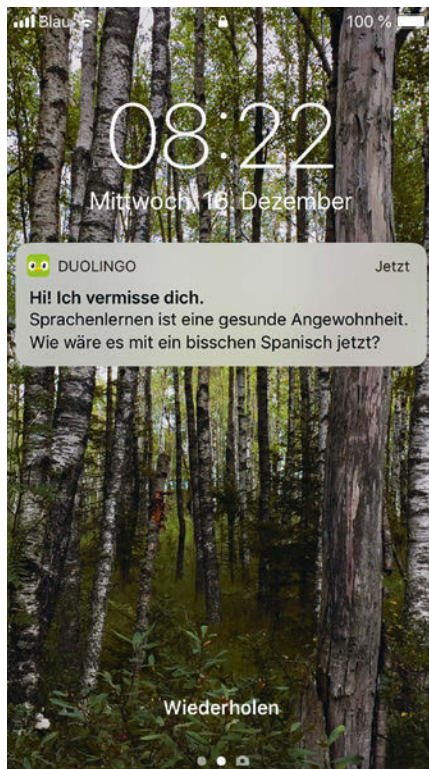 Blau
100 %
08:22
Mittwoch, 16. Dezember
DUOLINGO
Jetzt
Hi! Ich vermisse dich.
Sprachenlernen ist eine gesunde Angewohnheit.
Wie wäre es mit ein bisschen Spanisch jetzt?
Wiederholen